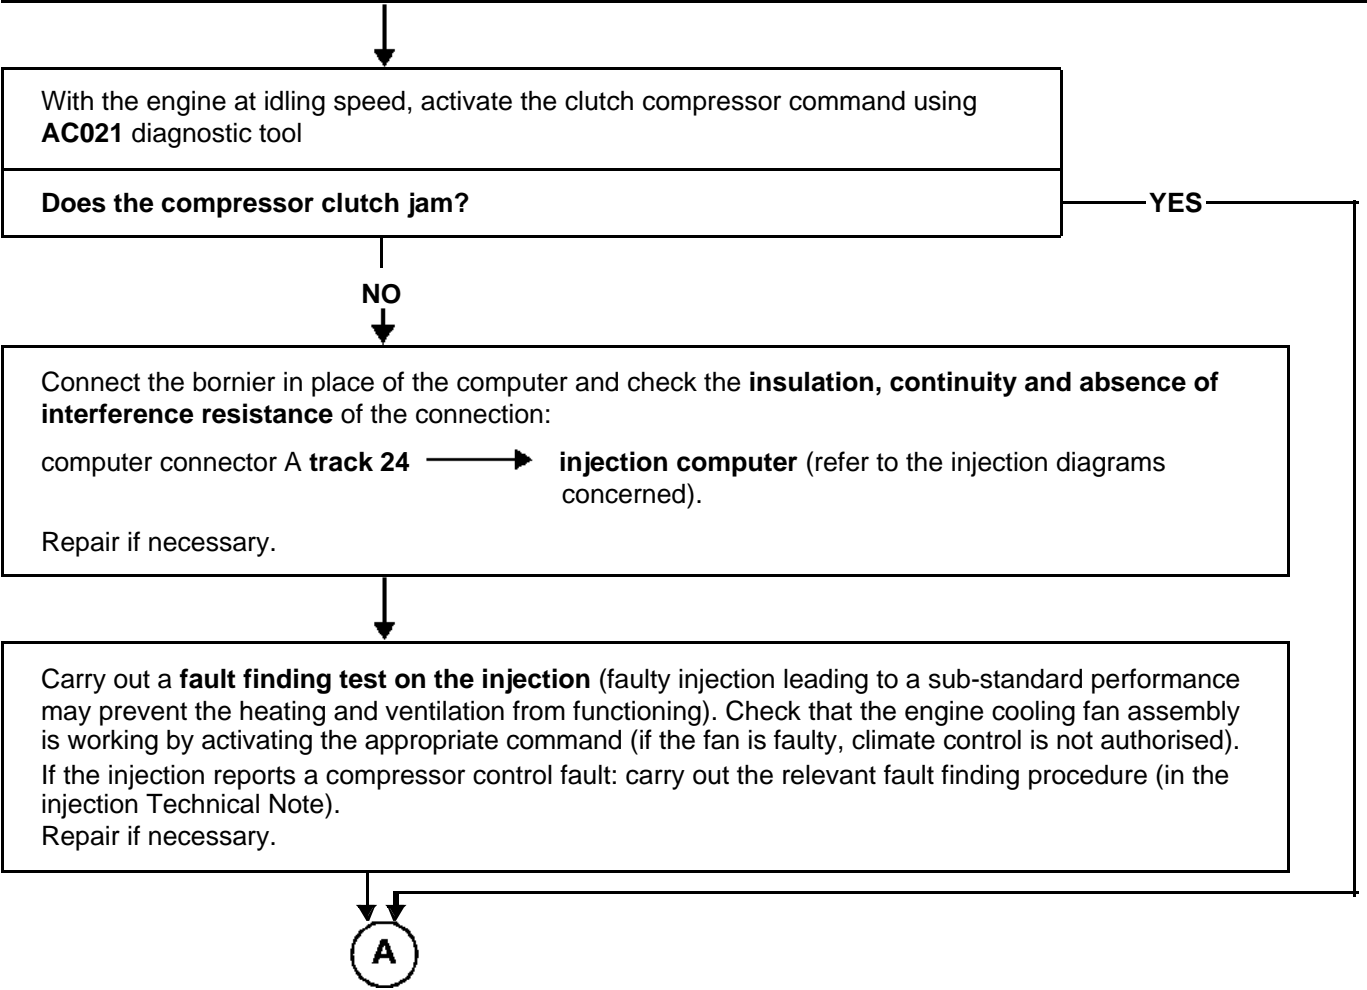 With the engine at idling speed, activate the clutch compressor command using
AC021 diagnostic tool
Does the compressor clutch jam?
YES
NO
Connect the bornier in place of the computer and check the insulation, continuity and absence of
interference resistance of the connection:
computer connector A track 24 injection computer (refer to the injection diagrams
concerned).
Repair if necessary.
Carry out a fault finding test on the injection (faulty injection leading to a sub-standard performance
may prevent the heating and ventilation from functioning). Check that the engine cooling fan assembly
is working by activating the appropriate command (if the fan is faulty, climate control is not authorised).
If the injection reports a compressor control fault: carry out the relevant fault finding procedure (in the
injection Technical Note).
Repair if necessary.
A